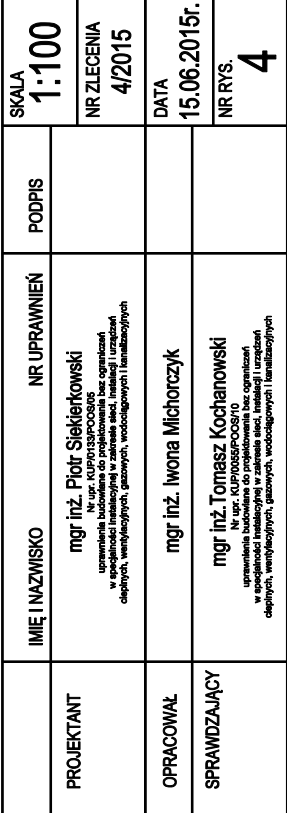 IMIĘ I NAZWISKO NR UPRAWNIEŃ PODPIS
SKALA
1:100
PROJEKTANT
mgr inż. Piotr Siekierkowski
Nr upr. KUP/0133/POOS/05
uprawnienia budowlane do projektowania bez ograniczeń
w specjalności instalacyjnej w zakresie sieci, instalacji i urządzeń
cieplnych, wentylacyjnych, gazowych, wodociągowych i kanalizacyjnych
NR ZLECENIA
4/2015
OPRACOWAŁ
mgr inż. Iwona Michorczyk
DATA
15.06.2015r.
SPRAWDZAJĄCY
mgr inż.Tomasz Kochanowski
Nr upr. KUP/0055/POOS/10
uprawnienia budowlane do projektowania bez ograniczeń
w specjalności instalacyjnej w zakresie sieci, instalacji i urządzeń
cieplnych, wentylacyjnych, gazowych, wodociągowych i kanalizacyjnych
NR RYS.
4